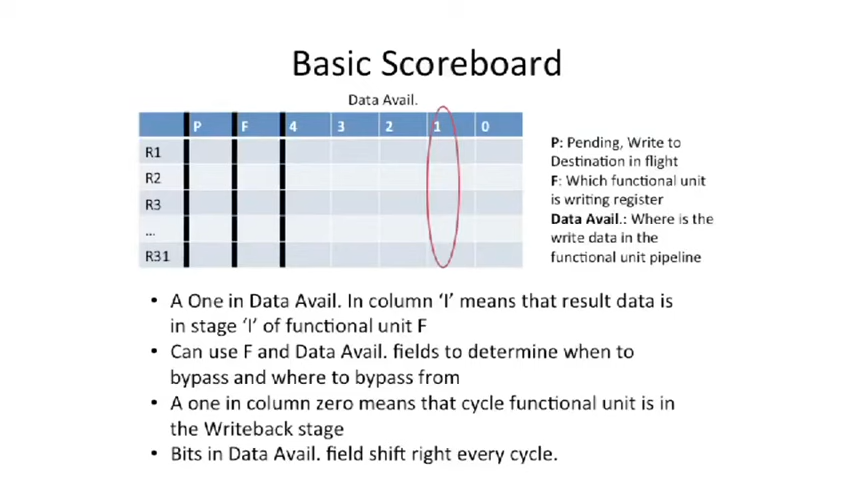 Basic Scoreboard
Data Avail.
P F 4 3 2 1 0
R1
R2
R3
...
R31
P: Pending, Write to
Destination in flight
F: Which functional unit
is writing register
Data Avail.: Where is the
write data in the
functional unit pipeline
• A One in Data Avail. In column ‘I’ means that result data is
in stage ‘I’ of functional unit F
• Can use F and Data Avail. fields to determine when to
bypass and where to bypass from
• A one in column zero means that cycle functional unit is in
the Writeback stage
• Bits in Data Avail. field shift right every cycle.